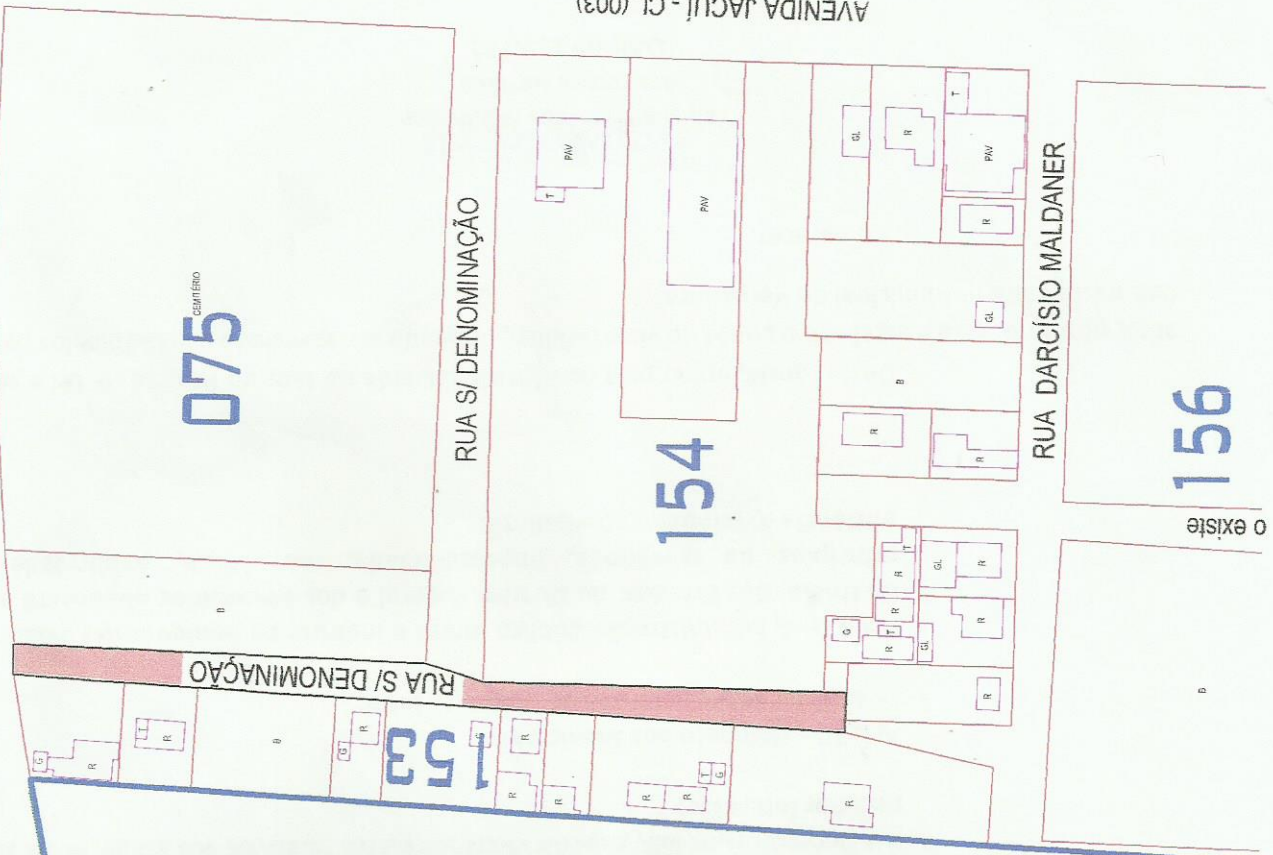 AVENIDA JACUÍ - CL (003)
075
CEMITÉRIO
RUA S/ DENOMINAÇÃO
154
RUA DARCÍSIO MALDANER
156
o existe
RUA S/ DENOMINAÇÃO
153
T
PAV
PAV
GL
R
T
PAV
R
GL
B
R
R
B
G
R
T
R
B
G
R
G
R
R
R
R
R
T
G
R
G
R
T
GL
R
R
T
GL
R
R
R
B